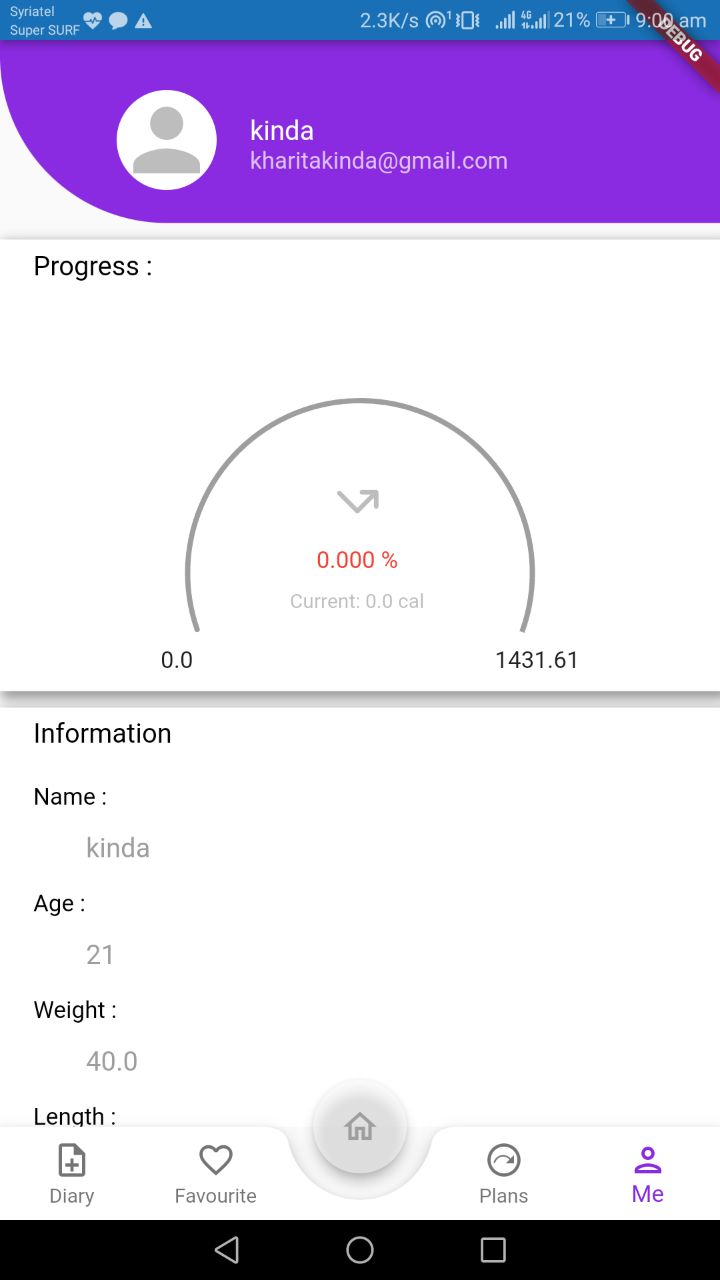 Syriatel
Super SURF
2.3K/s 1 4G 21% 9:00 am
DEBUG
kinda
kharitakinda@gmail.com
Progress :
0.000 %
Current: 0.0 cal
0.0 1431.61
Information
Name :
kinda
Age :
21
Weight :
40.0
Length :
Diary Favourite Plans Me